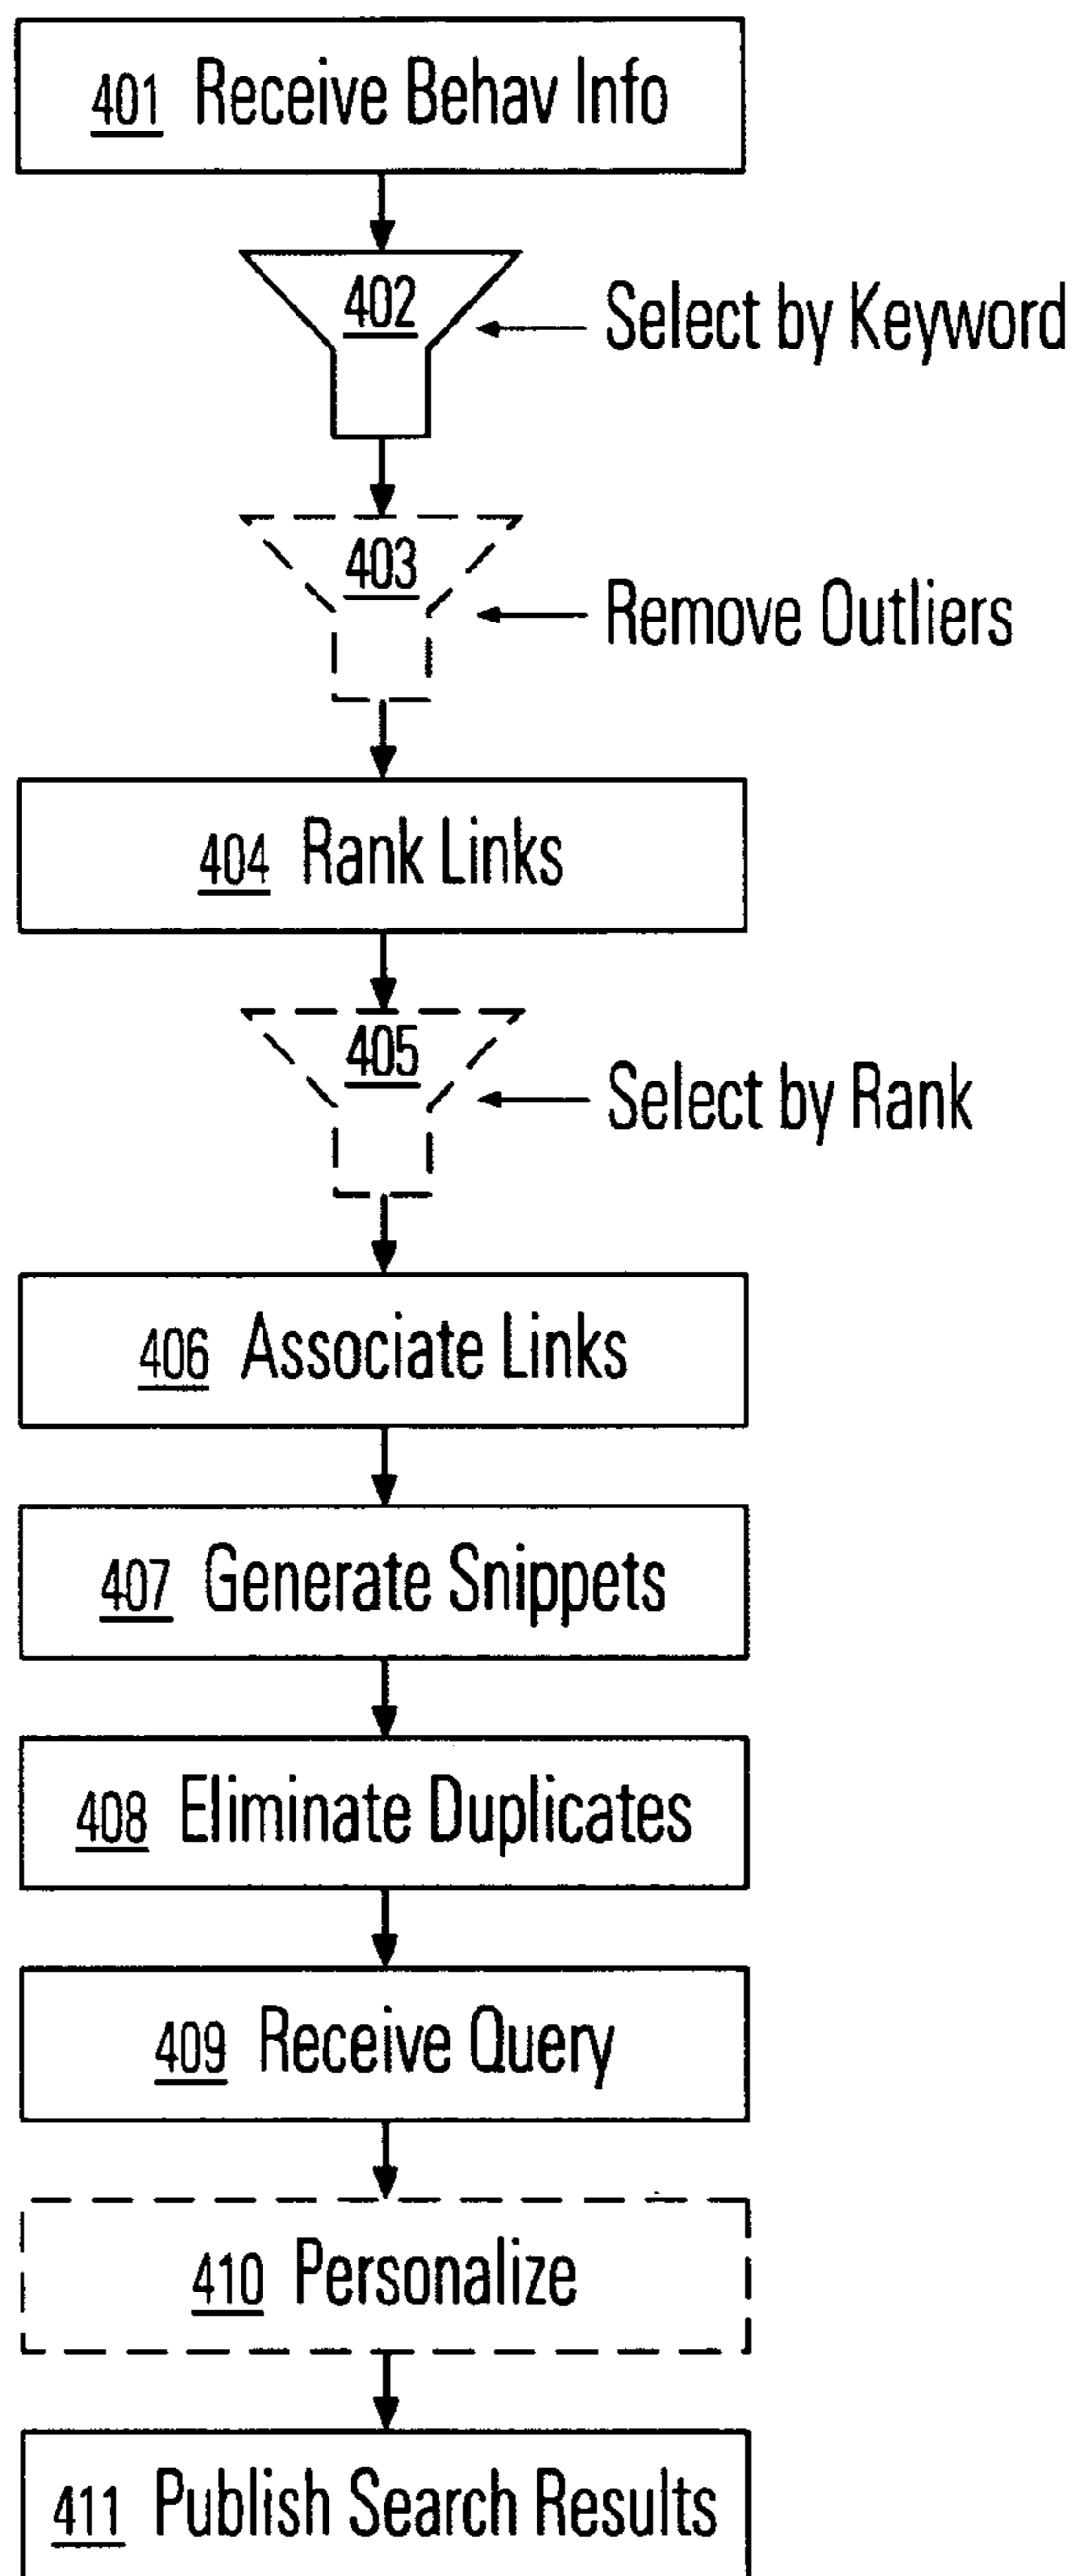 401 Receive Behav Info
402
Select by Keyword
403
Remove Outliers
404 Rank Links
405
Select by Rank
406 Associate Links
407 Generate Snippets
408 Eliminate Duplicates
409 Receive Query
410 Personalize
411 Publish Search Results